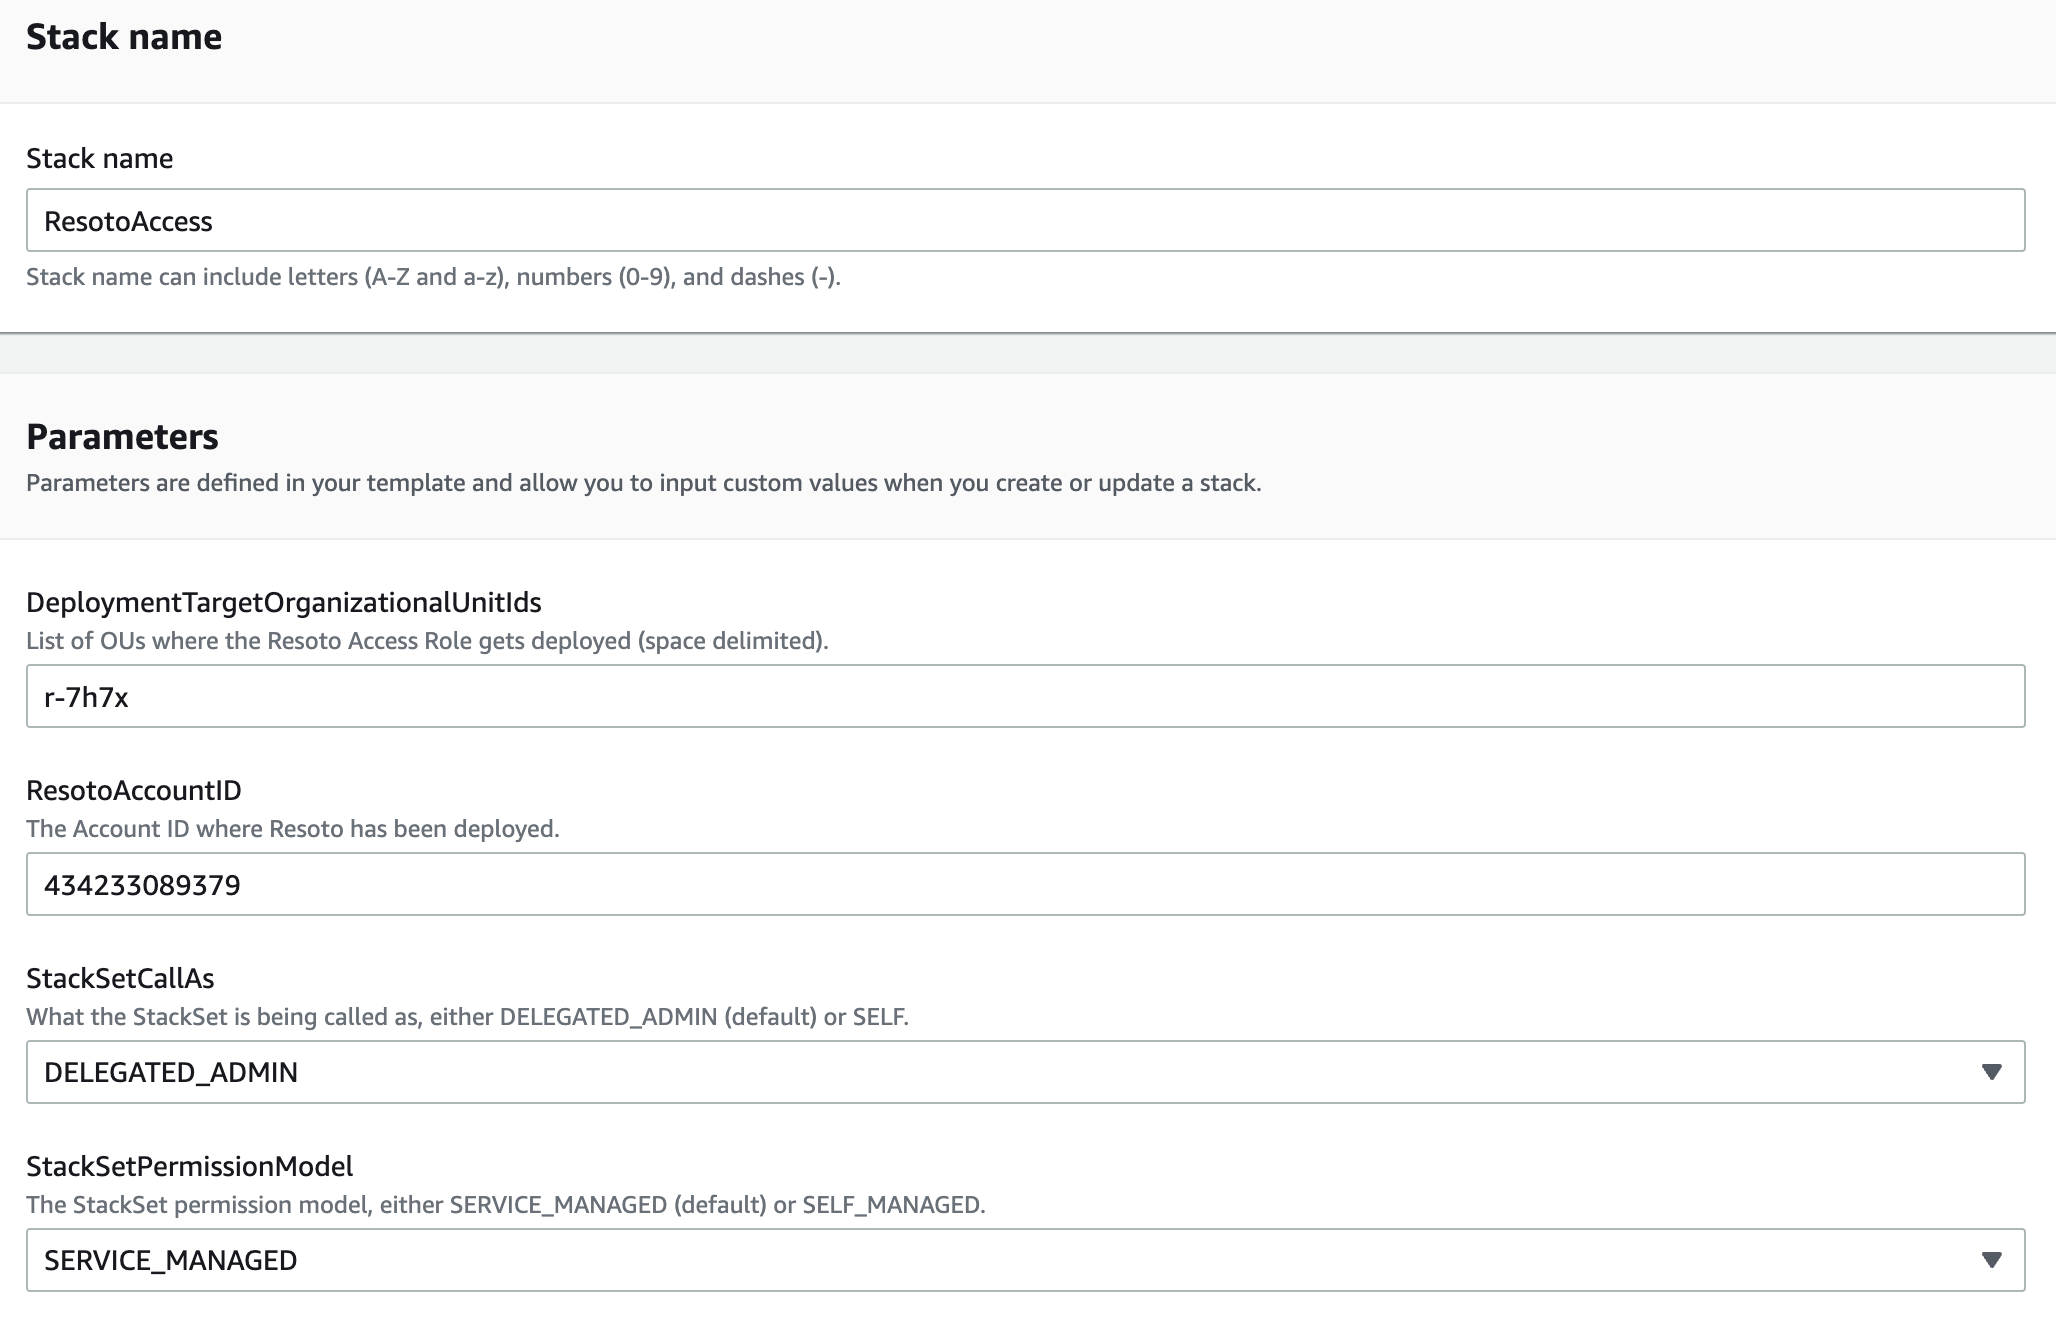 Stack name
Stack name
ResotoAccess
Stack name can include letters (A-Z and a-z), numbers (0-9), and dashes (-).
Parameters
Parameters are defined in your template and allow you to input custom values when you create or update a stack.
DeploymentTargetOrganizationalUnitIds
List of OUs where the Resoto Access Role gets deployed (space delimited).
r-7h7x
ResotoAccountID
The Account ID where Resoto has been deployed.
434233089379
StackSetCallAs
What the StackSet is being called as, either DELEGATED_ADMIN (default) or SELF.
DELEGATED_ADMIN
StackSetPermissionModel
The StackSet permission model, either SERVICE_MANAGED (default) or SELF_MANAGED.
SERVICE_MANAGED